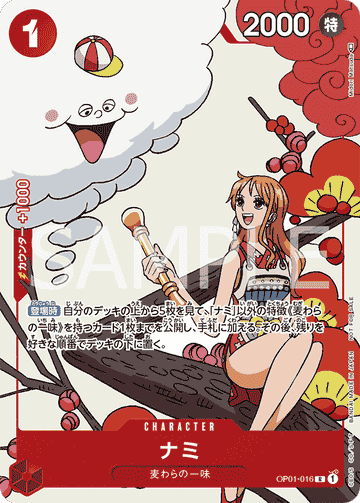 1
2000
特
カウンター+1000
SAMPLE
登場時 自分のデッキの上から5枚を見て、「ナミ」以外の特徴《麦わら
の一味》を持つカード1枚までを公開し、手札に加える。その後、残りを
好きな順番でデッキの下に置く。
CHARACTER
ナミ
麦わらの一味
OP01-016 R 1